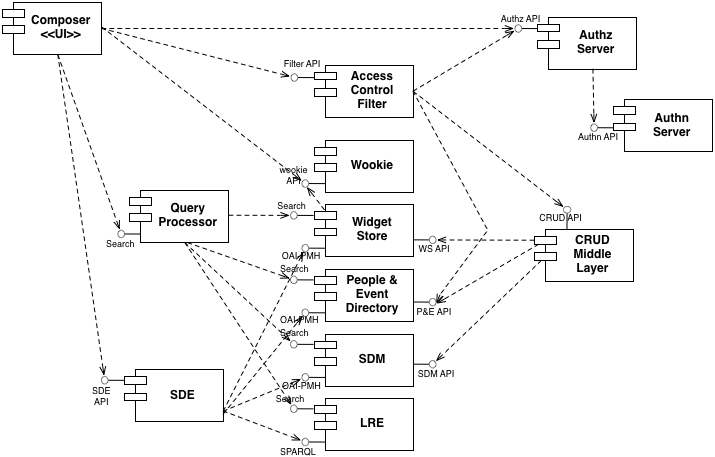 Composer
<<UI>>
Authz API
Authz
Server
Filter API
Access
Control
Filter
Authn API
Authn
Server
wookie
API
Wookie
Query
Processor
Search
Search
Widget
Store
WS API
CRUD API
CRUD
Middle
Layer
OAI-PMH
Search
People &
Event
Directory
P&E API
OAI-PMH
Search
SDM
SDM API
SDE
API
SDE
OAI-PMH
Search
LRE
SPARQL